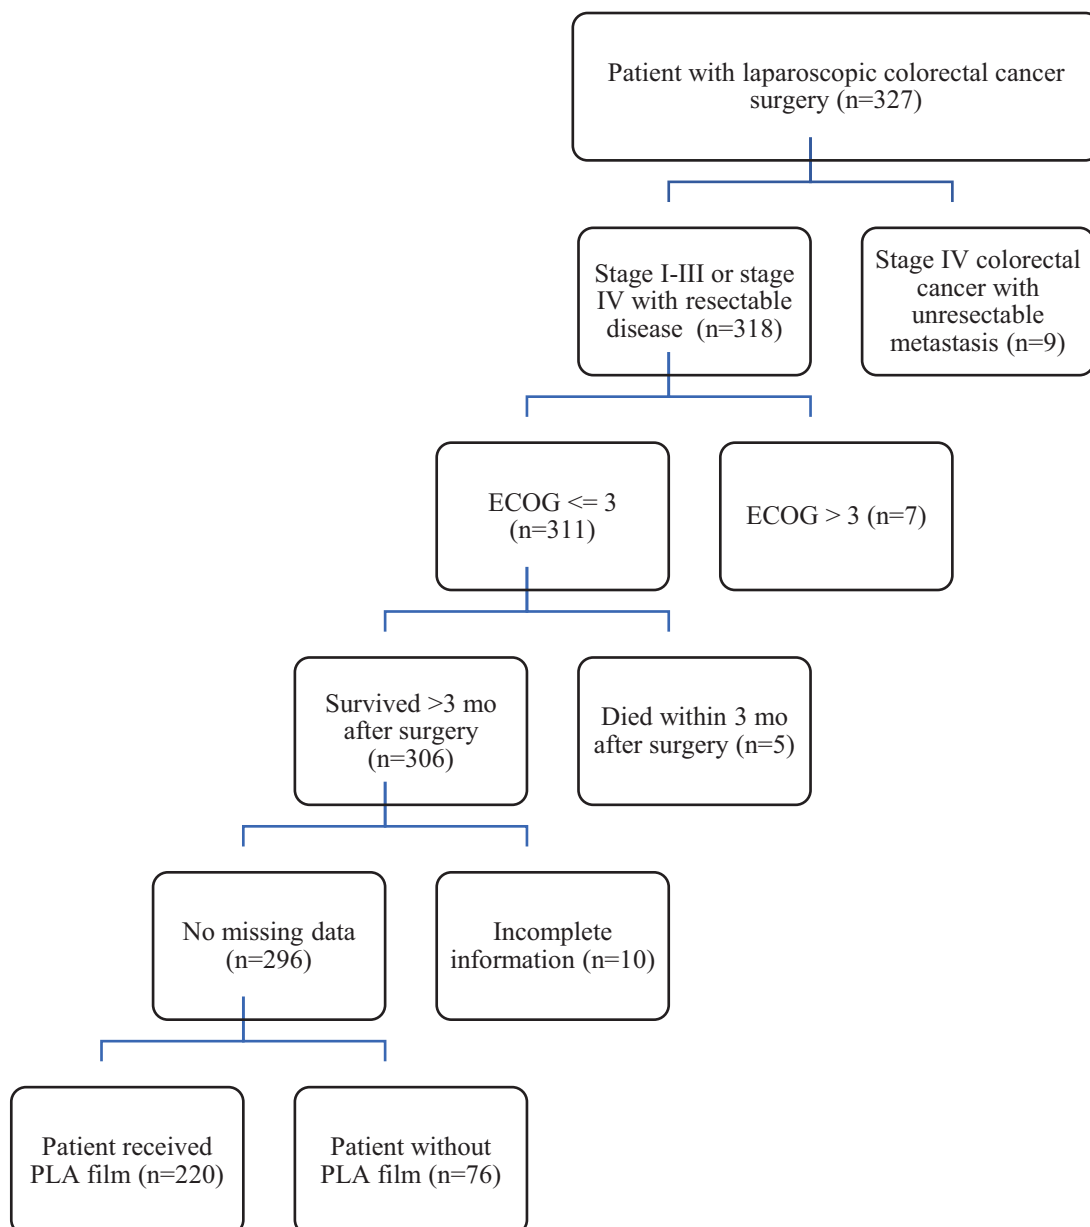 Patient with laparoscopic colorectal cancer
surgery (n=327)
Stage I-III or stage
IV with resectable
disease (n=318)
Stage IV colorectal
cancer with
unresectable
metastasis (n=9)
ECOG <= 3
(n=311)
ECOG > 3 (n=7)
Survived >3 mo
after surgery
(n=306)
Died within 3 mo
after surgery (n=5)
No missing data
(n=296)
Incomplete
information (n=10)
Patient received
PLA film (n=220)
Patient without
PLA film (n=76)